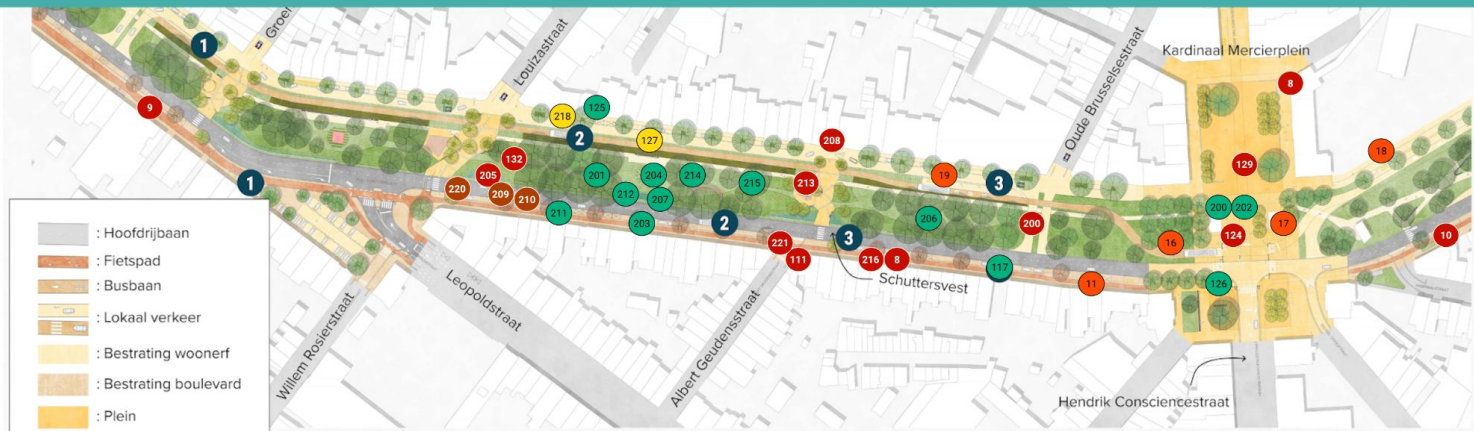 Groer
1
Louizastraat
Oude Brusselsestraat
Kardinaal Mercierplein
8
9
218
125
2
127
208
18
132
205
201
204
214
215
213
19
3
129
1
220
209
210
212
207
206
200
200
202
17
211
203
2
3
124
16
10
221
111
216
8
117
11
126
Schuttersvest
: Hoofdrijbaan
: Fietspad
: Busbaan
: Lokaal verkeer
: Bestrating woonerf
: Bestrating boulevard
: Plein
Willem Rosierstraat
Leopoldstraat
Albert Geudensstraat
Hendrik Consciencestraat